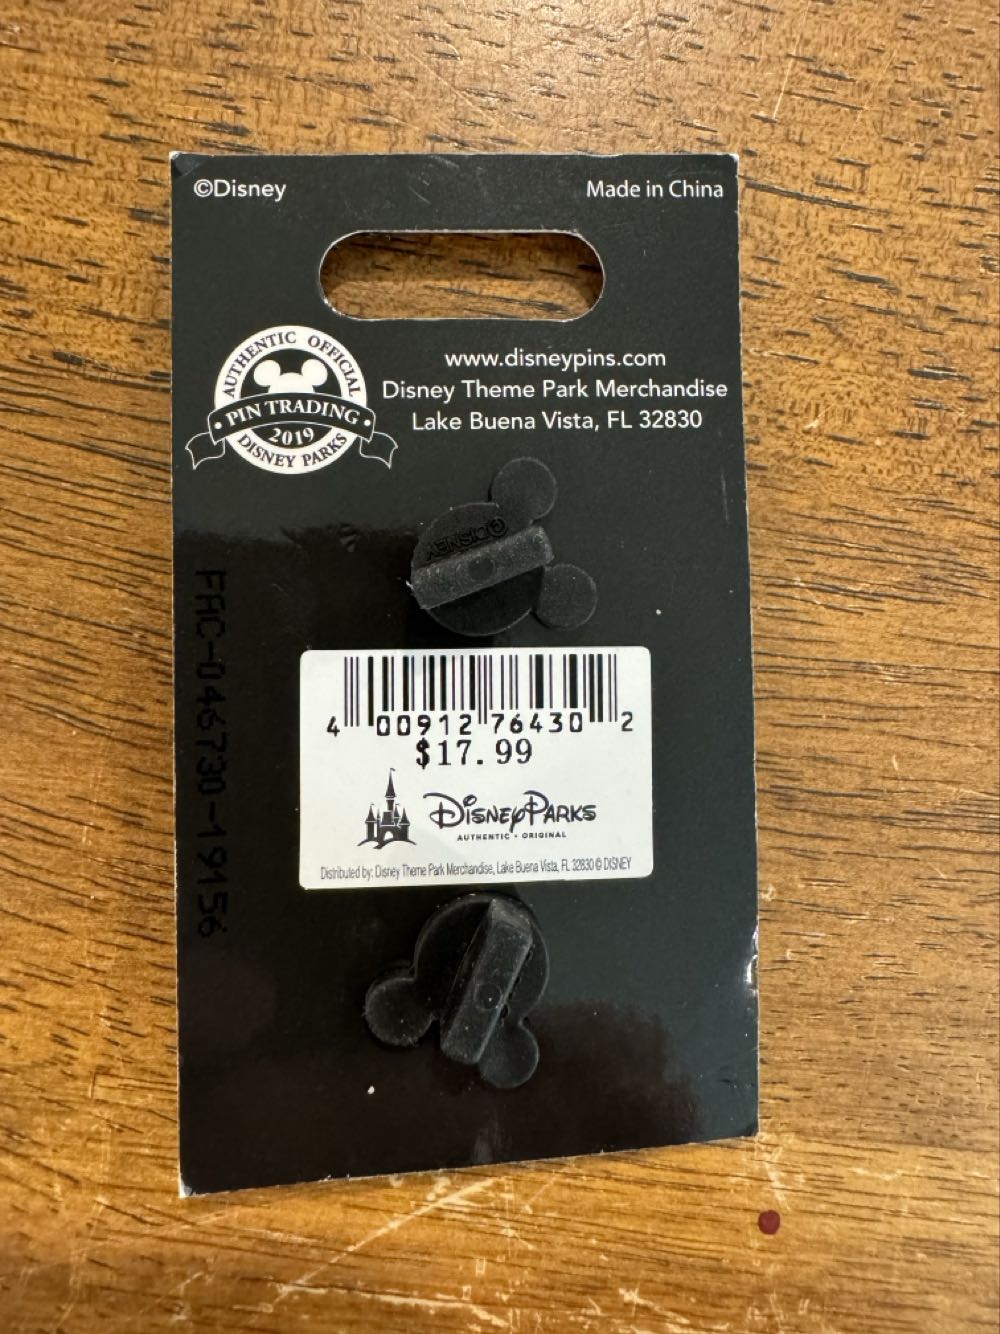 ©Disney
Made in China
AUTHENTIC OFFICIAL
PIN TRADING
2019
DISNEY PARKS
www.disneypins.com
Disney Theme Park Merchandise
Lake Buena Vista, FL 32830
©DISNEY
FAC-046730-19156
4 00912 76430 2
$17.99
Disney Parks
AUTHENTIC • ORIGINAL
Distributed by: Disney Theme Park Merchandise, Lake Buena Vista, FL 32830 © DISNEY